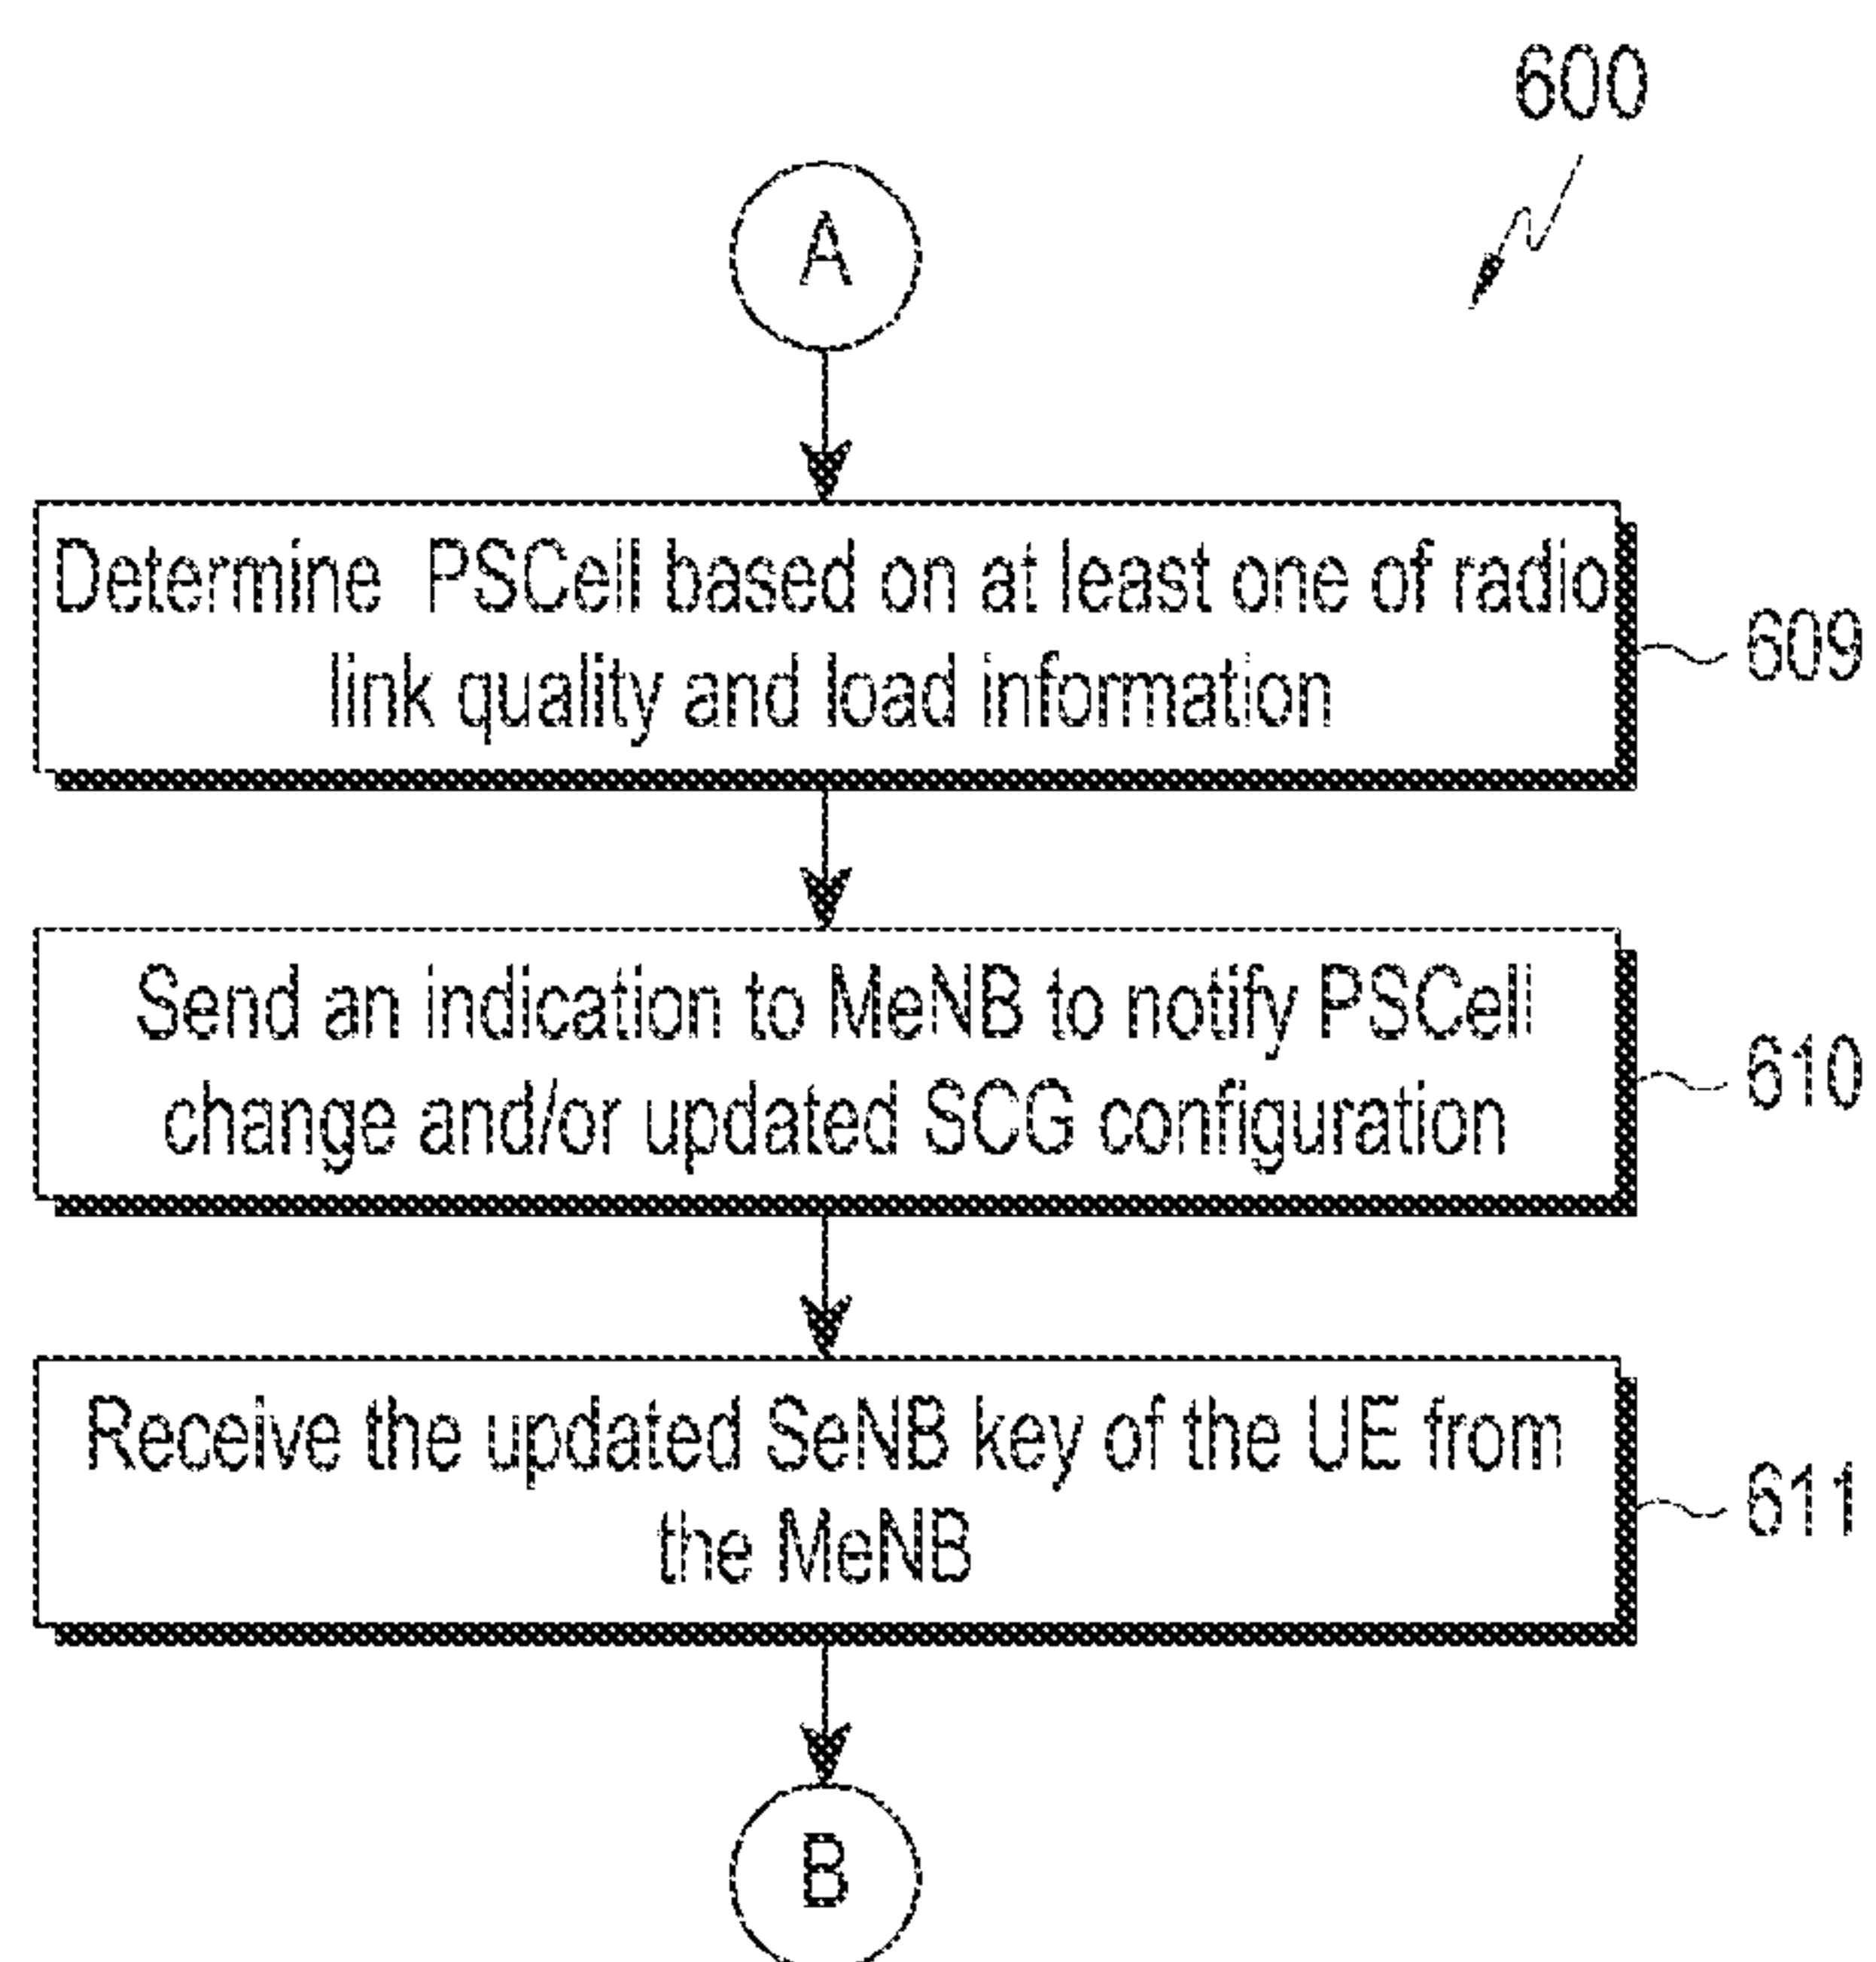 600
A
Determine PSCell based on at least one of radio
link quality and load information
609
Send an indication to MeNB to notify PSCell
change and/or updated SCG configuration
610
Receive the updated SeNB key of the UE from
the MeNB
611
B